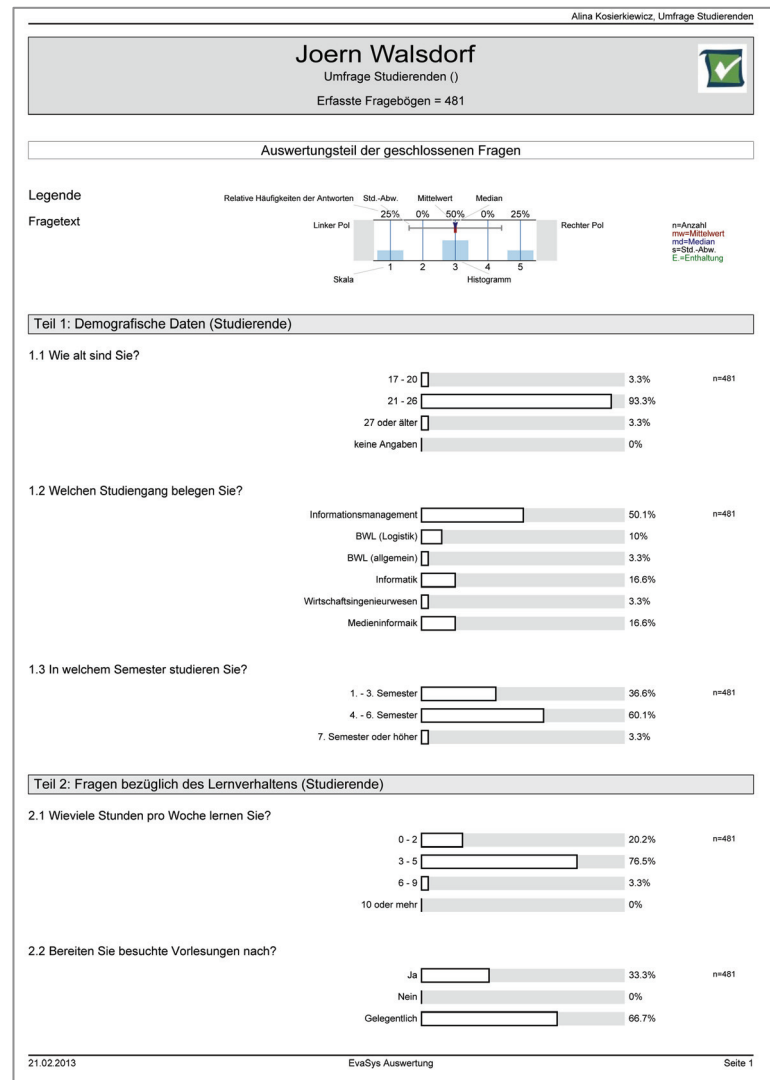 Alina Kosierkiewicz, Umfrage Studierenden
Joern Walsdorf
Umfrage Studierenden ()
Erfasste Fragebögen = 481
Auswertungsteil der geschlossenen Fragen
Legende
Relative Häufigkeiten der Antworten Std.-Abw. Mittelwert Median
Fragetext
25% 0% 50% 0% 25%
Linker Pol Rechter Pol
n=Anzahl
mw=Mittelwert
md=Median
s=Std.-Abw.
E.=Enthaltung
1 2 3 4 5
Skala Histogramm
Teil 1: Demografische Daten (Studierende)
1.1 Wie alt sind Sie?
17 - 20 3.3% n=481
21 - 26 93.3%
27 oder älter 3.3%
keine Angaben 0%
1.2 Welchen Studiengang belegen Sie?
Informationsmanagement 50.1% n=481
BWL (Logistik) 10%
BWL (allgemein) 3.3%
Informatik 16.6%
Wirtschaftsingenieurwesen 3.3%
Medieninformaik 16.6%
1.3 In welchem Semester studieren Sie?
1. - 3. Semester 36.6% n=481
4. - 6. Semester 60.1%
7. Semester oder höher 3.3%
Teil 2: Fragen bezüglich des Lernverhaltens (Studierende)
2.1 Wieviele Stunden pro Woche lernen Sie?
0 - 2 20.2% n=481
3 - 5 76.5%
6 - 9 3.3%
10 oder mehr 0%
2.2 Bereiten Sie besuchte Vorlesungen nach?
Ja 33.3% n=481
Nein 0%
Gelegentlich 66.7%
21.02.2013 EvaSys Auswertung Seite 1